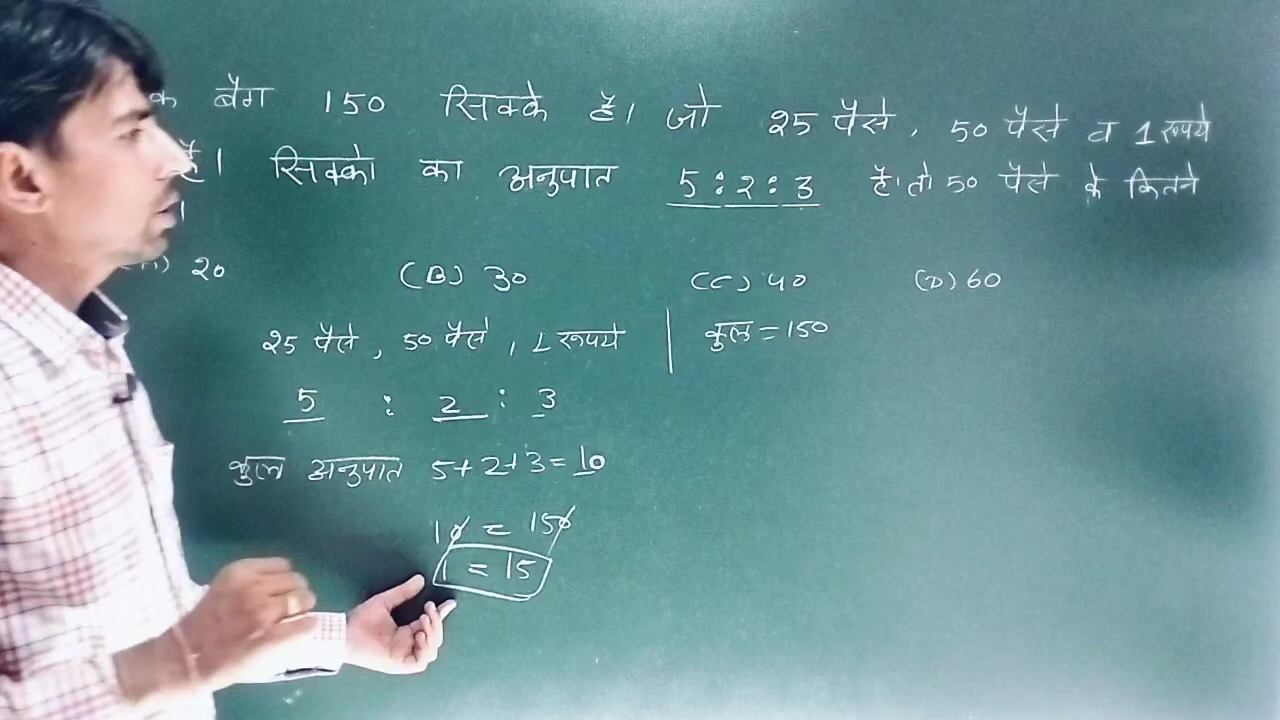 क बैग 150 सिक्के है। जो 25 पैसे, 50 पैसे व 1 रूपये
है। सिक्को का अनुपात 5:2:3 है। तो 50 पैसे के कितने
20 (B) 30 (C) 40 (D) 60
25 पैसे, 50 पैसे, 1 रूपये | कुल = 150
5 : 2 : 3
कुल अनुपात 5+2+3=10
10 = 150
1 = 15